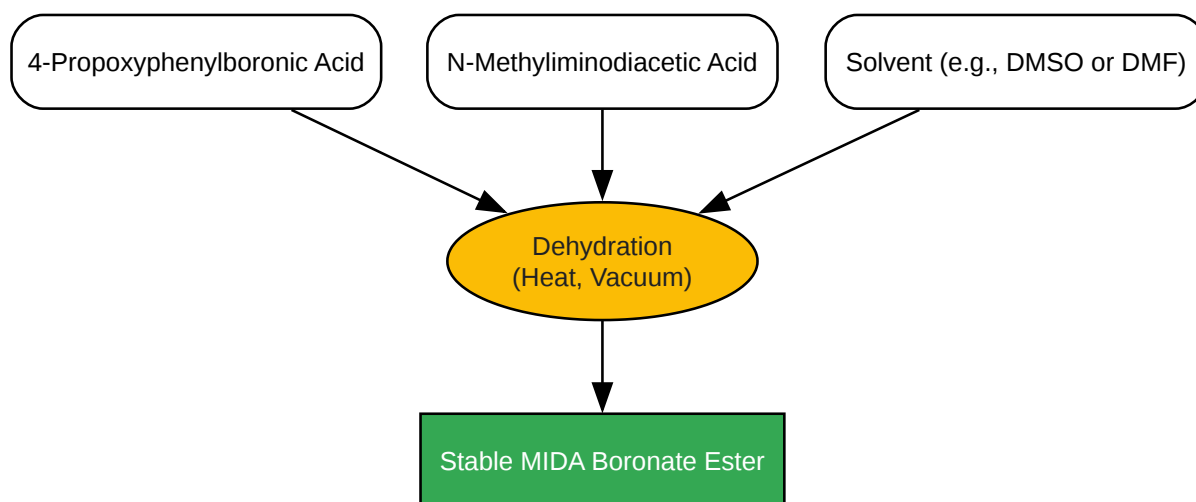 4-Propoxyphenylboronic Acid
N-Methyliminodiacetic Acid
Solvent (e.g., DMSO or DMF)
Dehydration
(Heat, Vacuum)
Stable MIDA Boronate Ester